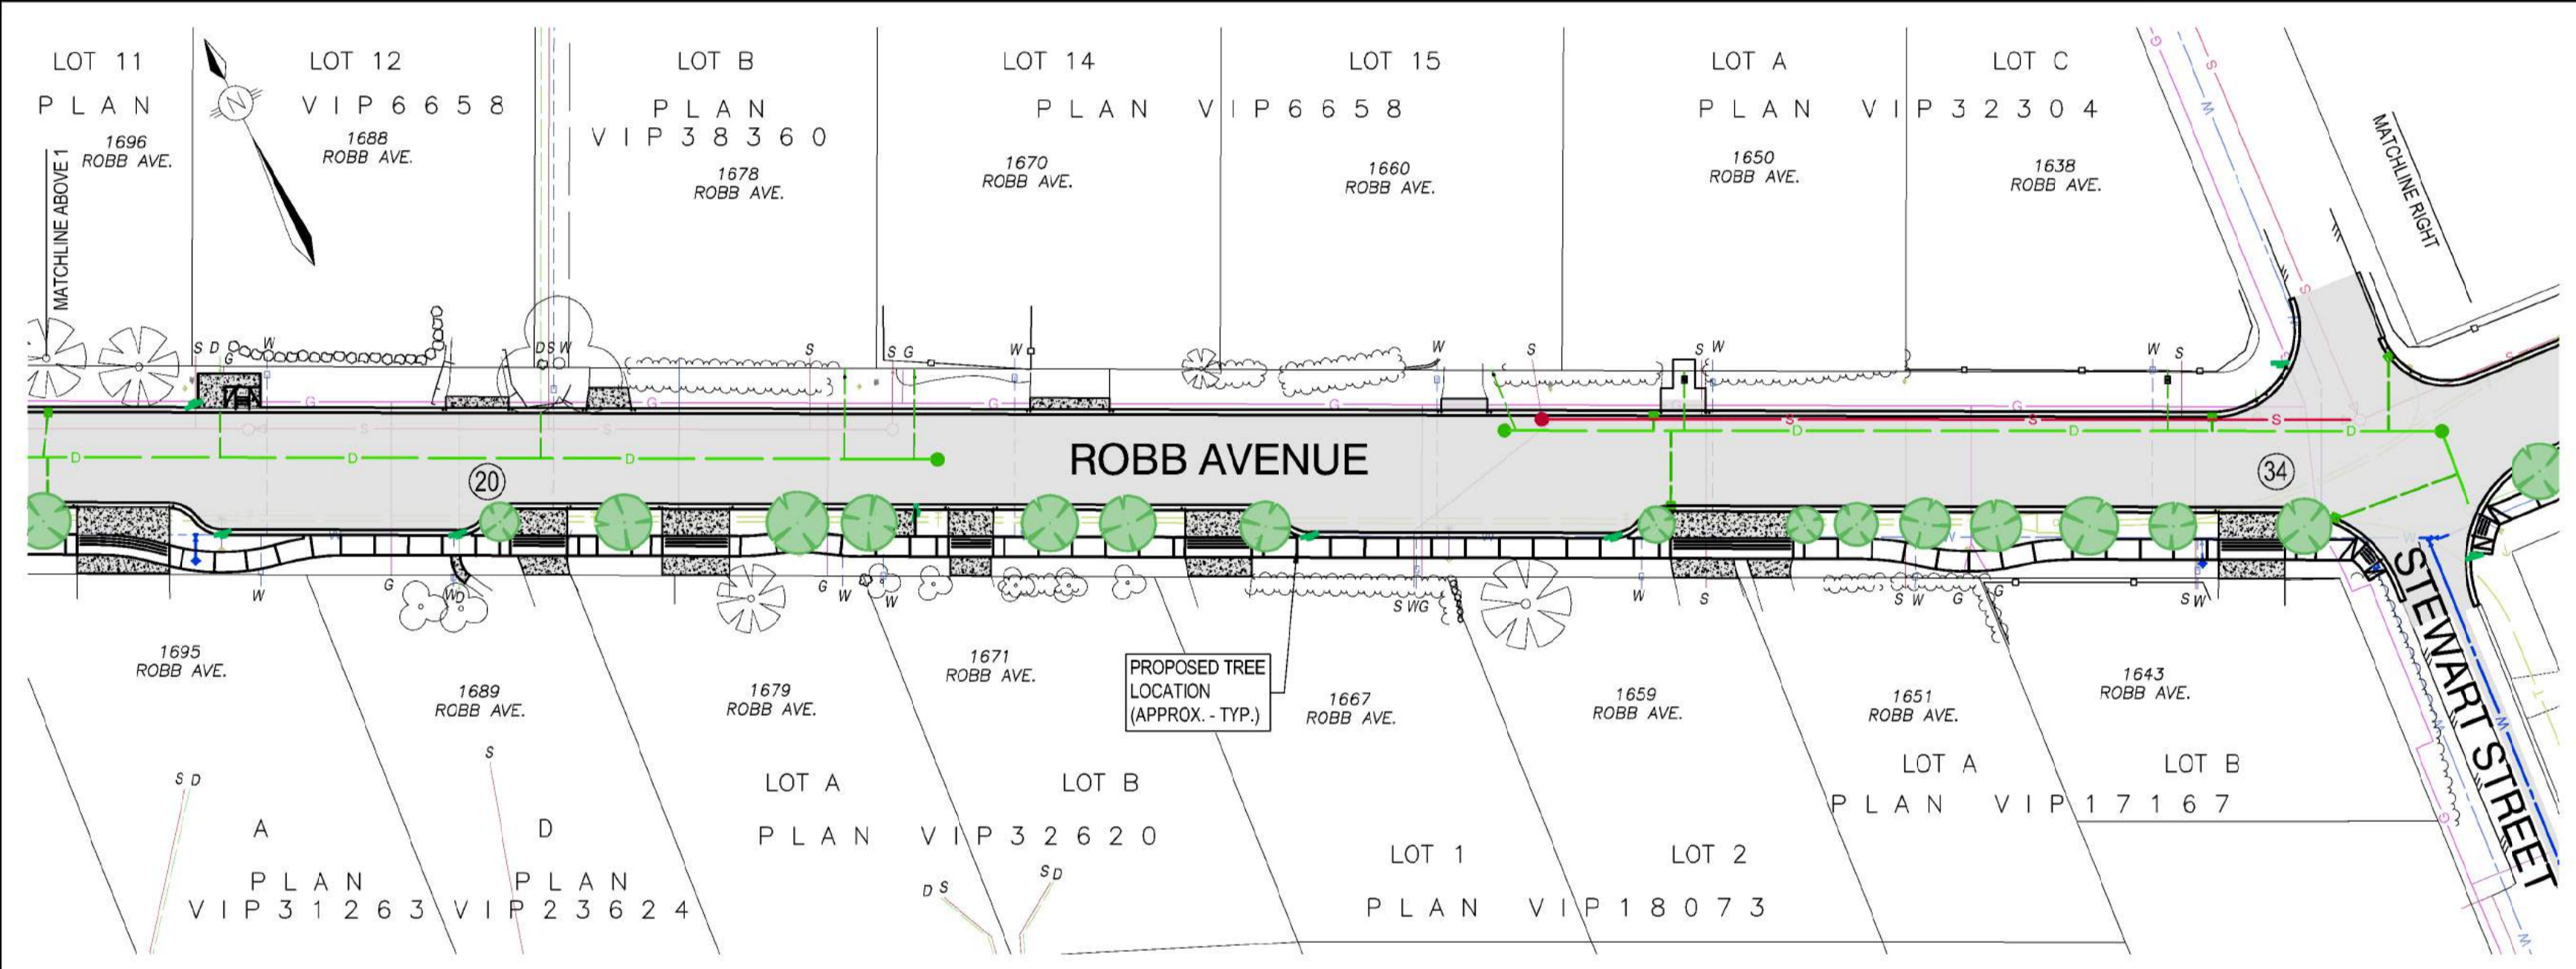 LOT 11
PLAN
1696
ROBB AVE.
MATCHLINE ABOVE 1
N
LOT 12
VIP6658
1688
ROBB AVE.
LOT B
PLAN
VIP38360
1678
ROBB AVE.
LOT 14
LOT 15
PLAN VIP6658
1670
ROBB AVE.
1660
ROBB AVE.
LOT A
LOT C
PLAN VIP32304
1650
ROBB AVE.
1638
ROBB AVE.
MATCHLINE RIGHT
G
W
S
S
M
S
S D
G
W
D S W
S
S G
W
W
S
S W
W S
G
G
G
G
G
S
S
S
S
S
D
D
D
D
D
D
ROBB AVENUE
20
34
W
G
W D
G W
W
S W G
W
S
S W
G
G
S W
STEWART STREET
1695
ROBB AVE.
1689
ROBB AVE.
1679
ROBB AVE.
1671
ROBB AVE.
PROPOSED TREE
LOCATION
(APPROX. - TYP.)
1667
ROBB AVE.
1659
ROBB AVE.
1651
ROBB AVE.
1643
ROBB AVE.
S D
S
A
PLAN
VIP31263
D
PLAN
VIP23624
LOT A
LOT B
PLAN VIP32620
D S
S D
LOT 1
LOT 2
PLAN VIP18073
LOT A
LOT B
PLAN VIP17167
G
W
W